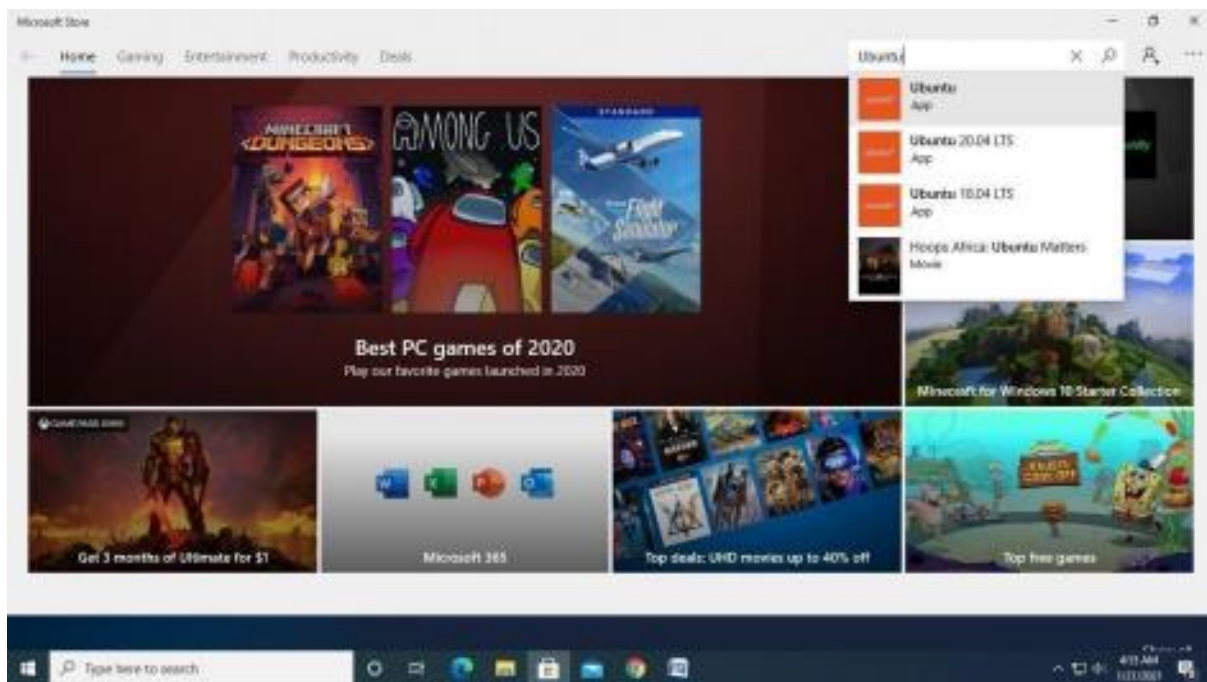 Microsoft Store
Home Gaming Entertainment Productivity Deals
Ubuntu
Ubuntu
App
Ubuntu 20.04 LTS
App
Ubuntu 18.04 LTS
App
Hoops Africa: Ubuntu Matters
Movie
MINECRAFT
DUNGEONS
AMONG US
STANDARD
Flight
Simulator
Best PC games of 2020
Play our favorite games launched in 2020
Minecraft for Windows 10 Starter Collection
Get 3 months of Ultimate for $1
Microsoft 365
Top deals: UHD movies up to 40% off
Top free games
Type here to search